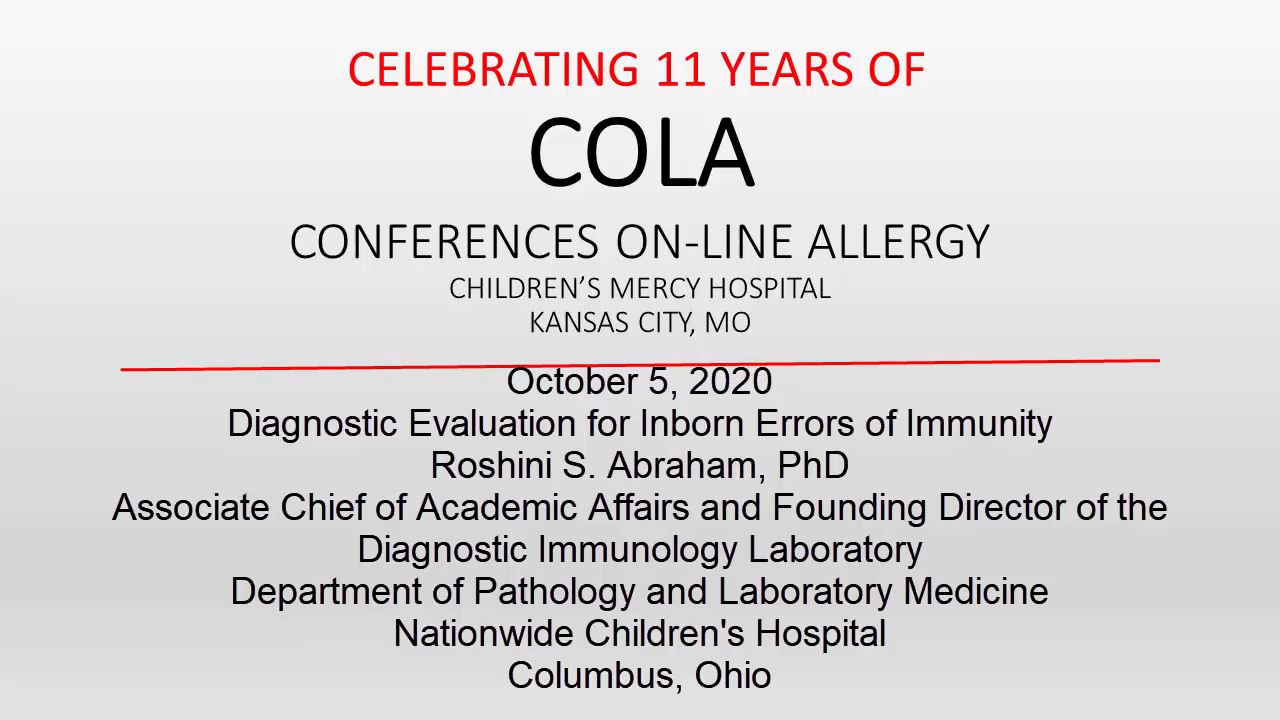 CELEBRATING 11 YEARS OF
COLA
CONFERENCES ON-LINE ALLERGY
CHILDREN’S MERCY HOSPITAL
KANSAS CITY, MO
October 5, 2020
Diagnostic Evaluation for Inborn Errors of Immunity
Roshini S. Abraham, PhD
Associate Chief of Academic Affairs and Founding Director of the
Diagnostic Immunology Laboratory
Department of Pathology and Laboratory Medicine
Nationwide Children's Hospital
Columbus, Ohio